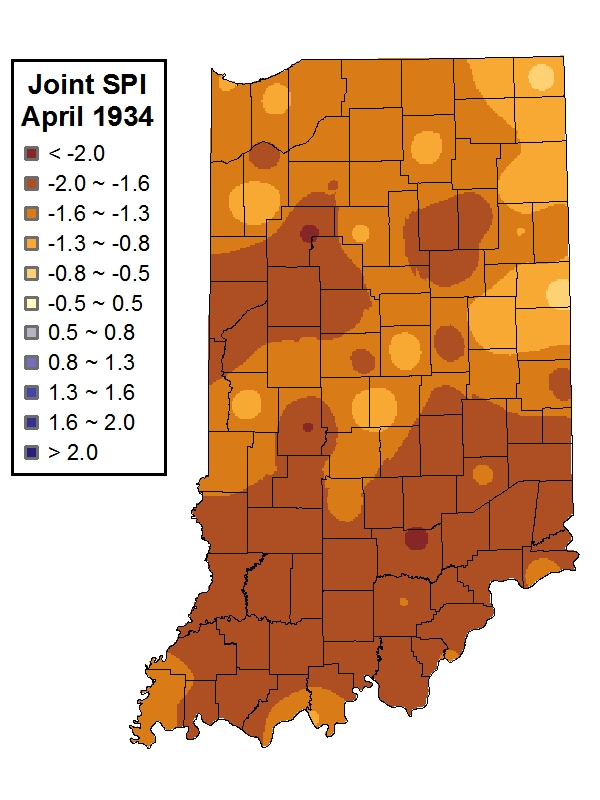 Joint SPI
April 1934
< -2.0
-2.0 ~ -1.6
-1.6 ~ -1.3
-1.3 ~ -0.8
-0.8 ~ -0.5
-0.5 ~ 0.5
0.5 ~ 0.8
0.8 ~ 1.3
1.3 ~ 1.6
1.6 ~ 2.0
> 2.0